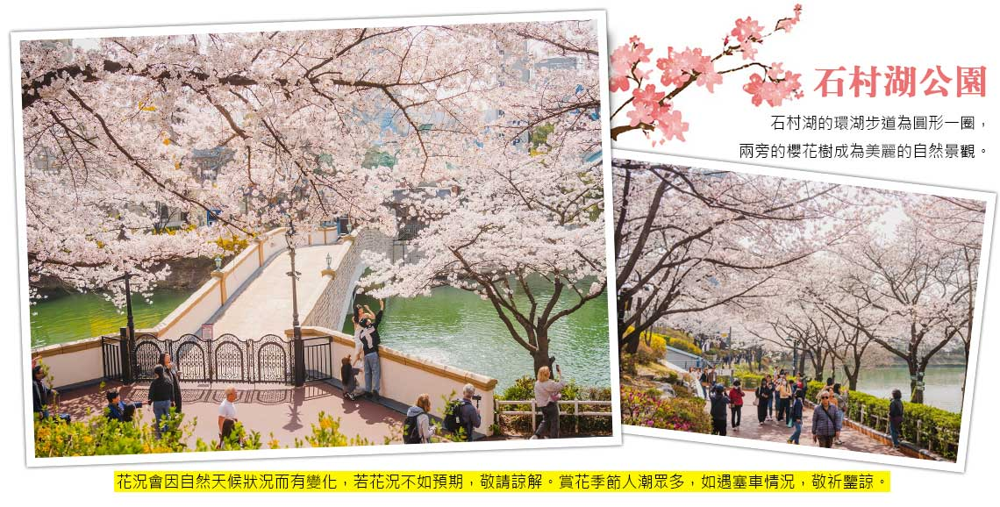 石村湖公園
石村湖的環湖步道為圓形一圈，
兩旁的櫻花樹成為美麗的自然景觀。
花況會因自然天候狀況而有變化，若花況不如預期，敬請諒解。賞花季節人潮眾多，如遇塞車情況，敬祈鑒諒。